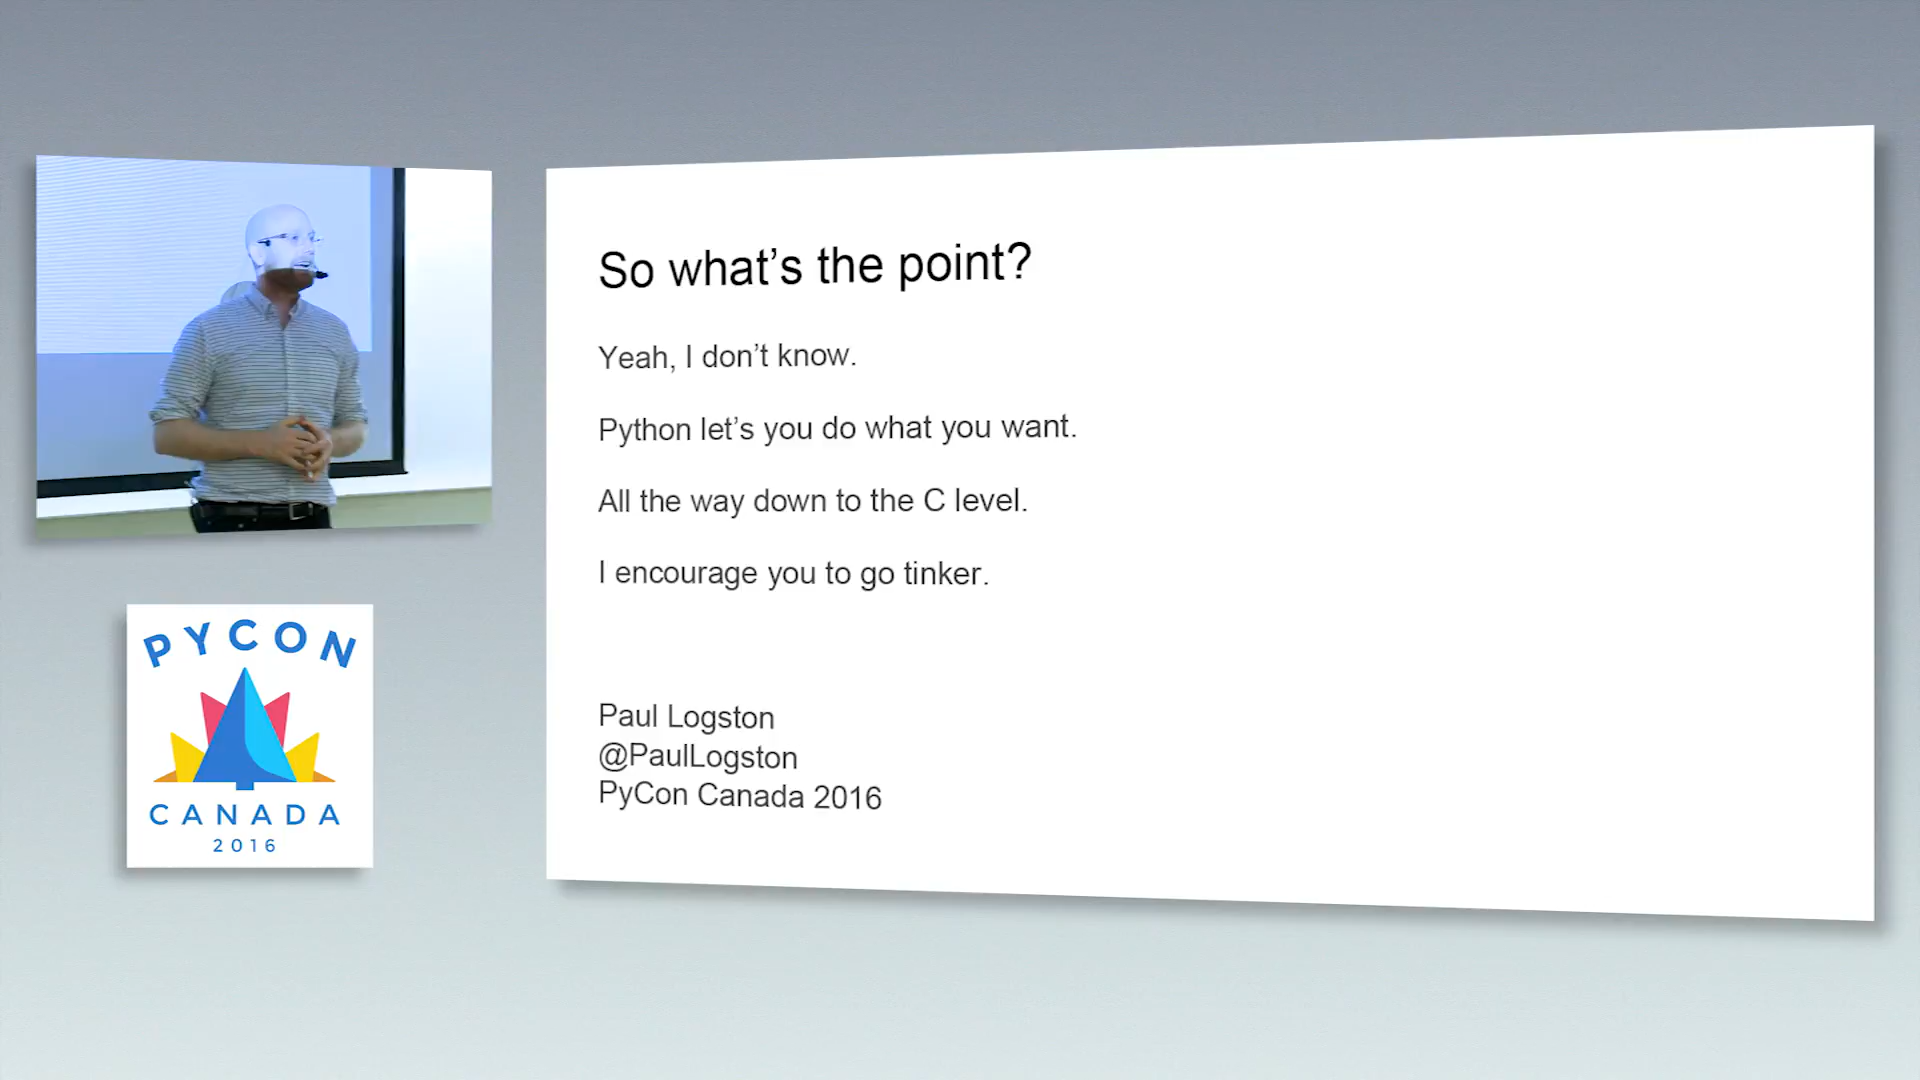 So what's the point?
Yeah, I don't know.
Python let's you do what you want.
All the way down to the C level.
I encourage you to go tinker.
Paul Logston
@PaulLogston
PyCon Canada 2016
PYCON
CANADA
2016